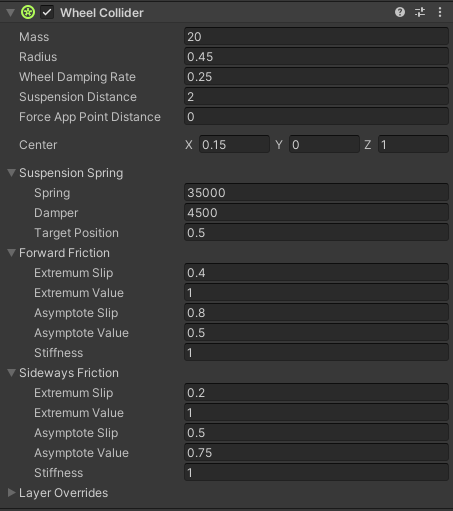 Wheel Collider
Mass 20
Radius 0.45
Wheel Damping Rate 0.25
Suspension Distance 2
Force App Point Distance 0
Center X 0.15 Y 0 Z 1
Suspension Spring
Spring 35000
Damper 4500
Target Position 0.5
Forward Friction
Extremum Slip 0.4
Extremum Value 1
Asymptote Slip 0.8
Asymptote Value 0.5
Stiffness 1
Sideways Friction
Extremum Slip 0.2
Extremum Value 1
Asymptote Slip 0.5
Asymptote Value 0.75
Stiffness 1
Layer Overrides